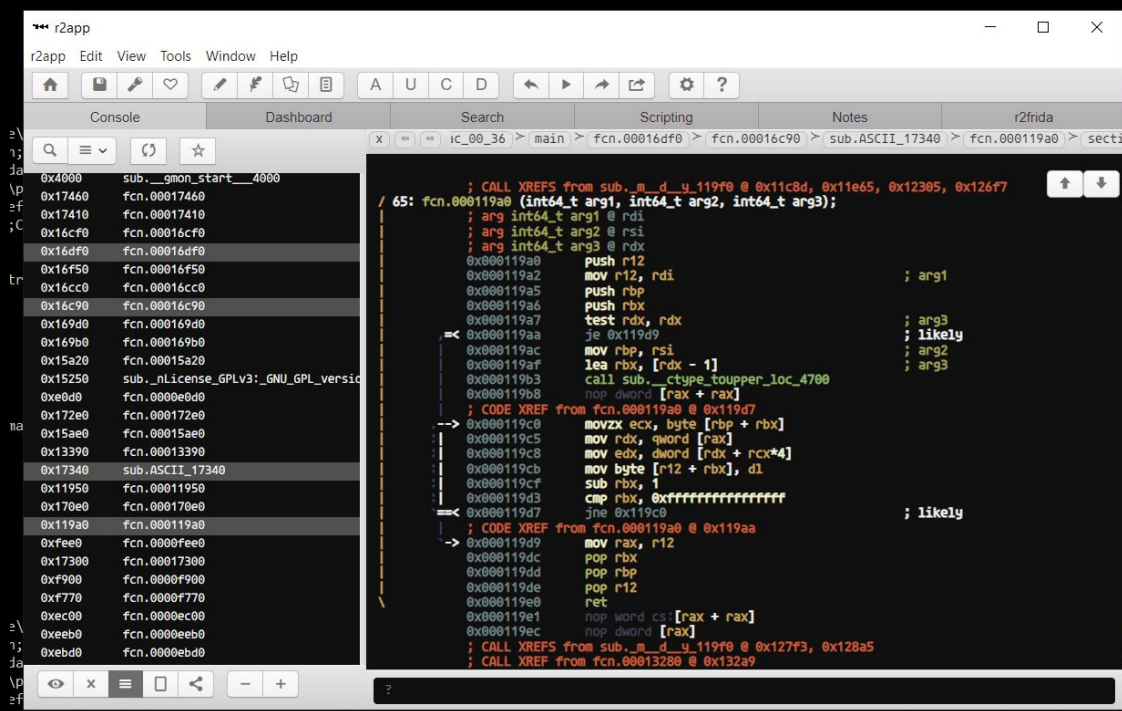 r2app
r2app Edit View Tools Window Help
A U C D ?
Console Dashboard Search Scripting Notes r2frida
x main fcn.00016df0 fcn.00016c90 sub.ASCII_17340 fcn.000119a0
0x4000 sub.__gmon_start___4000
0x17460 fcn.00017460
0x17410 fcn.00017410
0x16cf0 fcn.00016cf0
0x16df0 fcn.00016df0
0x16f50 fcn.00016f50
0x16cc0 fcn.00016cc0
0x16c90 fcn.00016c90
0x169d0 fcn.000169d0
0x169b0 fcn.000169b0
0x15a20 fcn.00015a20
0x15250 sub._nLicense_GPLv3:_GNU_GPL_versio
0xe0d0 fcn.0000e0d0
0x172e0 fcn.000172e0
0x15ae0 fcn.00015ae0
0x13390 fcn.00013390
0x17340 sub.ASCII_17340
0x11950 fcn.00011950
0x170e0 fcn.000170e0
0x119a0 fcn.000119a0
0xfee0 fcn.0000fee0
0x17300 fcn.00017300
0xf900 fcn.0000f900
0xf770 fcn.0000f770
0xec00 fcn.0000ec00
0xeeb0 fcn.0000eeb0
0xebd0 fcn.0000ebd0
; CALL XREFS from sub._m__d__y_119f0 @ 0x11c8d, 0x11e65, 0x12305, 0x126f7
/ 65: fcn.000119a0 (int64_t arg1, int64_t arg2, int64_t arg3);
| ; arg int64_t arg1 @ rdi
| ; arg int64_t arg2 @ rsi
| ; arg int64_t arg3 @ rdx
| 0x000119a0 push r12
| 0x000119a2 mov r12, rdi ; arg1
| 0x000119a5 push rbp
| 0x000119a6 push rbx
| 0x000119a7 test rdx, rdx ; arg3
| ,=< 0x000119aa je 0x119d9 ; likely
| | 0x000119ac mov rbp, rsi ; arg2
| | 0x000119af lea rbx, [rdx - 1] ; arg3
| | 0x000119b3 call sub.__ctype_toupper_loc_4700
| | 0x000119b8 nop dword [rax + rax]
| | ; CODE XREF from fcn.000119a0 @ 0x119d7
| .--> 0x000119c0 movzx ecx, byte [rbp + rbx]
| :| 0x000119c5 mov rdx, qword [rax]
| :| 0x000119c8 mov edx, dword [rdx + rcx*4]
| :| 0x000119cb mov byte [r12 + rbx], dl
| :| 0x000119cf sub rbx, 1
| :| 0x000119d3 cmp rbx, 0xffffffffffffffff
| `==< 0x000119d7 jne 0x119c0 ; likely
| | ; CODE XREF from fcn.000119a0 @ 0x119aa
| `-> 0x000119d9 mov rax, r12
| 0x000119dc pop rbx
| 0x000119dd pop rbp
| 0x000119de pop r12
\ 0x000119e0 ret
0x000119e1 nop word cs:[rax + rax]
0x000119ec nop dword [rax]
; CALL XREFS from sub._m__d__y_119f0 @ 0x127f3, 0x128a5
; CALL XREF from fcn.00013280 @ 0x132a9
?